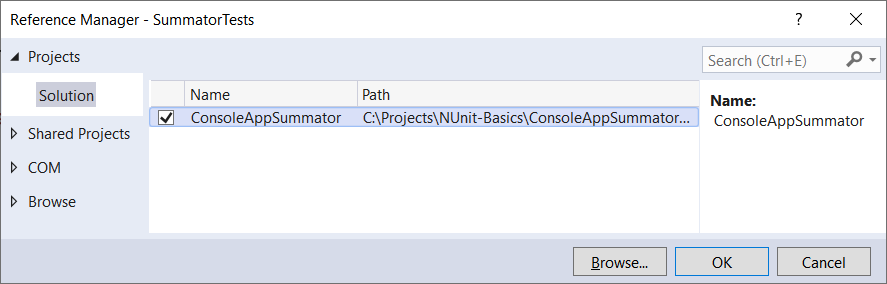 Reference Manager - SummatorTests
?
Projects
Solution
Shared Projects
COM
Browse
Name Path
ConsoleAppSummator C:\Projects\NUnit-Basics\ConsoleAppSummator...
Search (Ctrl+E)
Name:
ConsoleAppSummator
Browse... OK Cancel